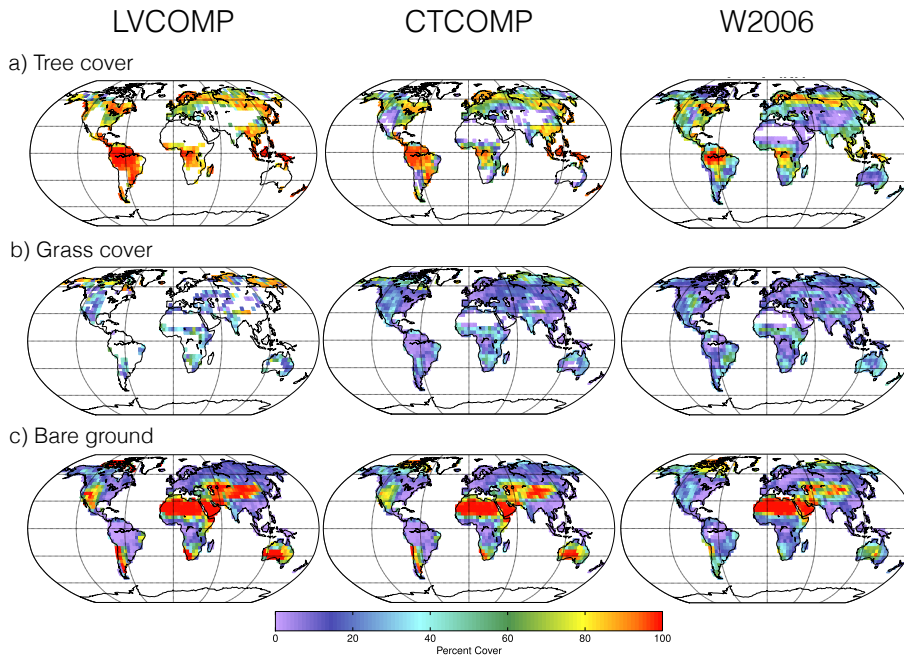 LVCOMP CTCOMP W2006
a) Tree cover
b) Grass cover
c) Bare ground
0 20 40 60 80 100
Percent Cover